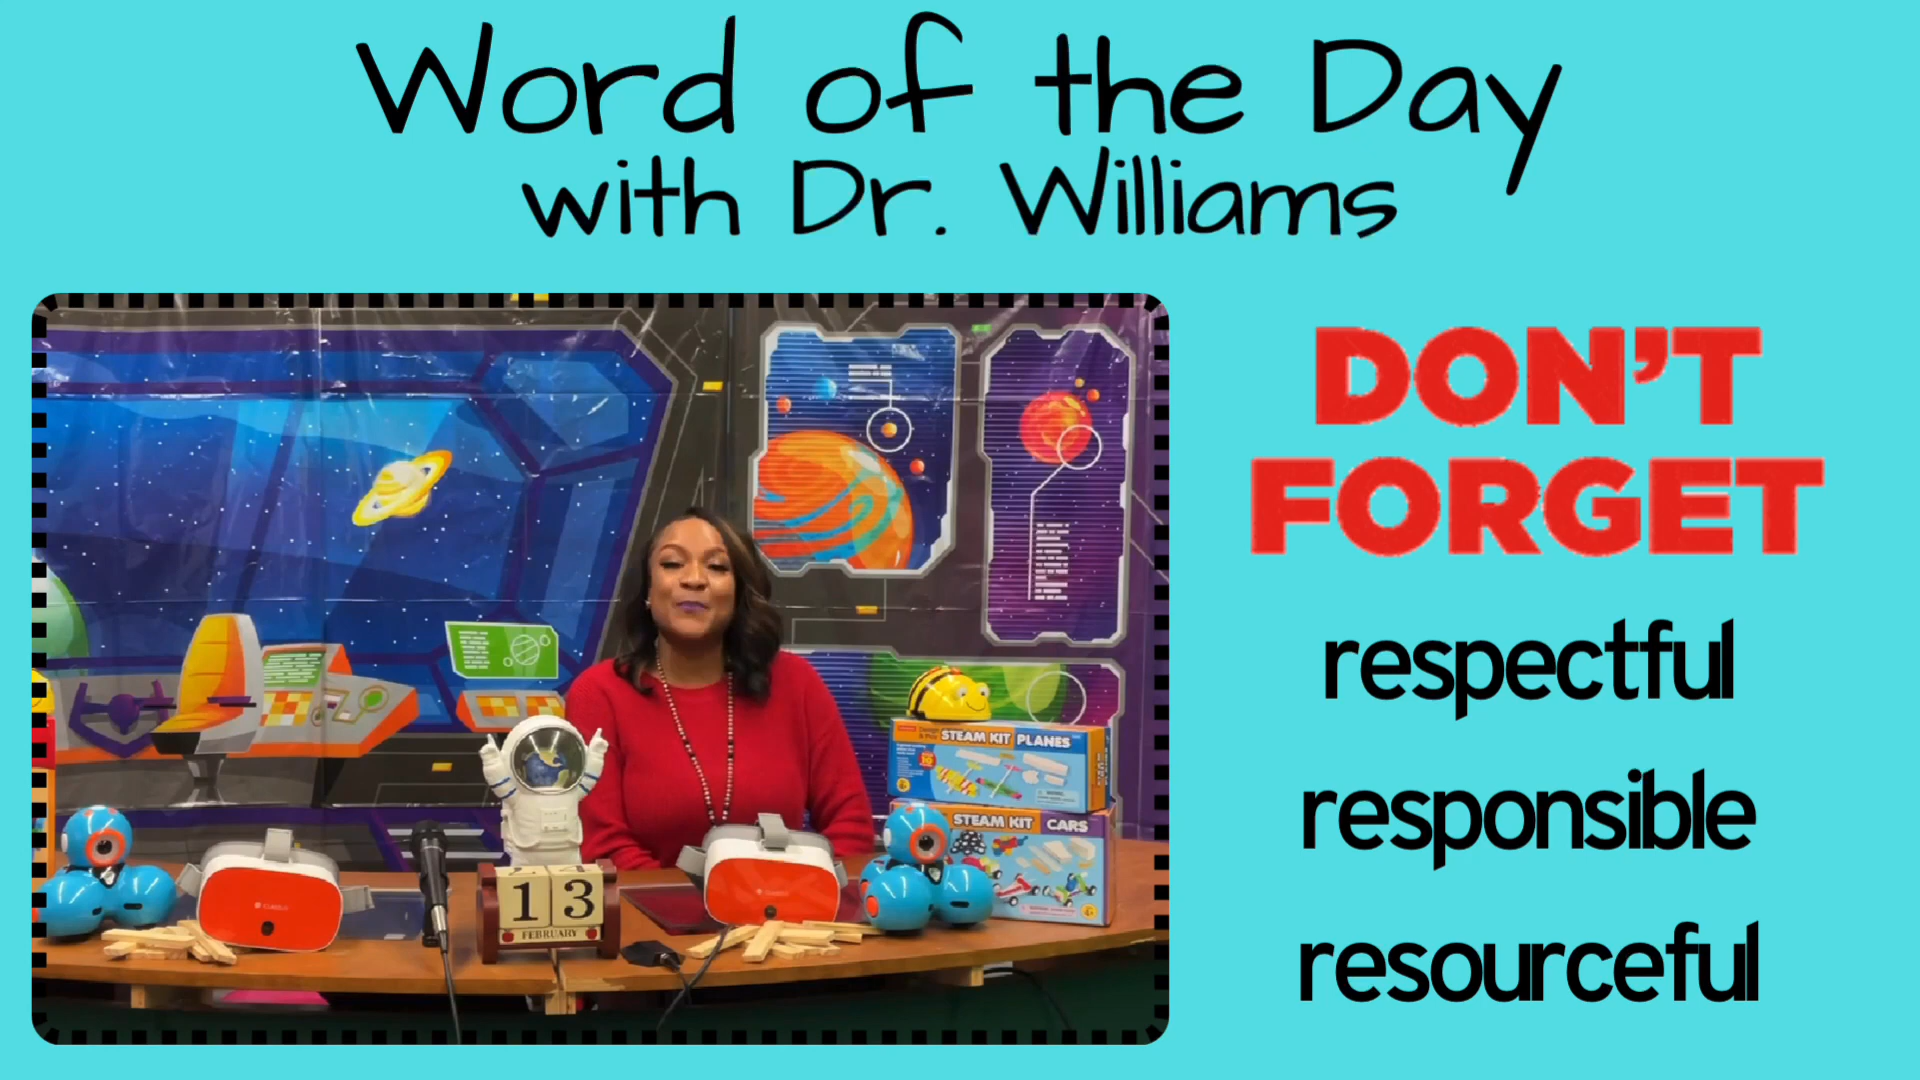 Word of the Day
with Dr. Williams
DON'T
FORGET
respectful
responsible
resourceful
STEAM KIT PLANES
STEAM KIT CARS
13
FEBRUARY